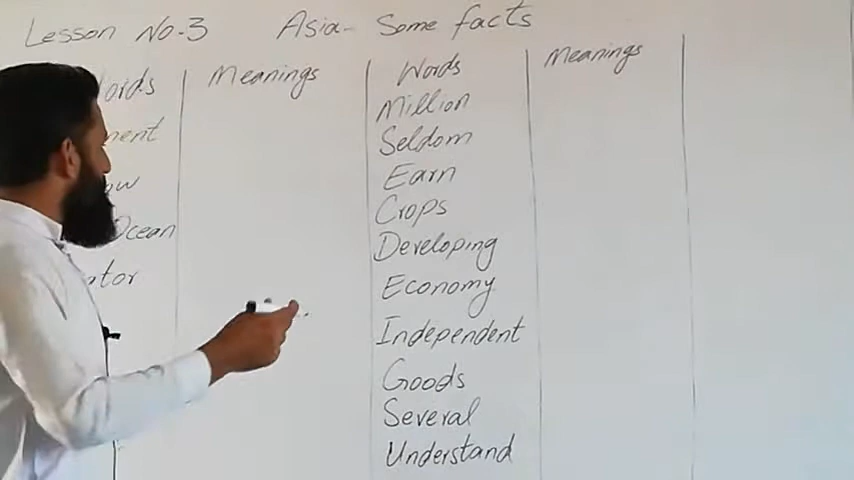 Lesson No-3 Asia- Some facts
Meanings Words Meanings
Million
Seldom
Earn
Crops
Ocean
Developing
Economy
Independent
Goods
Several
Understand